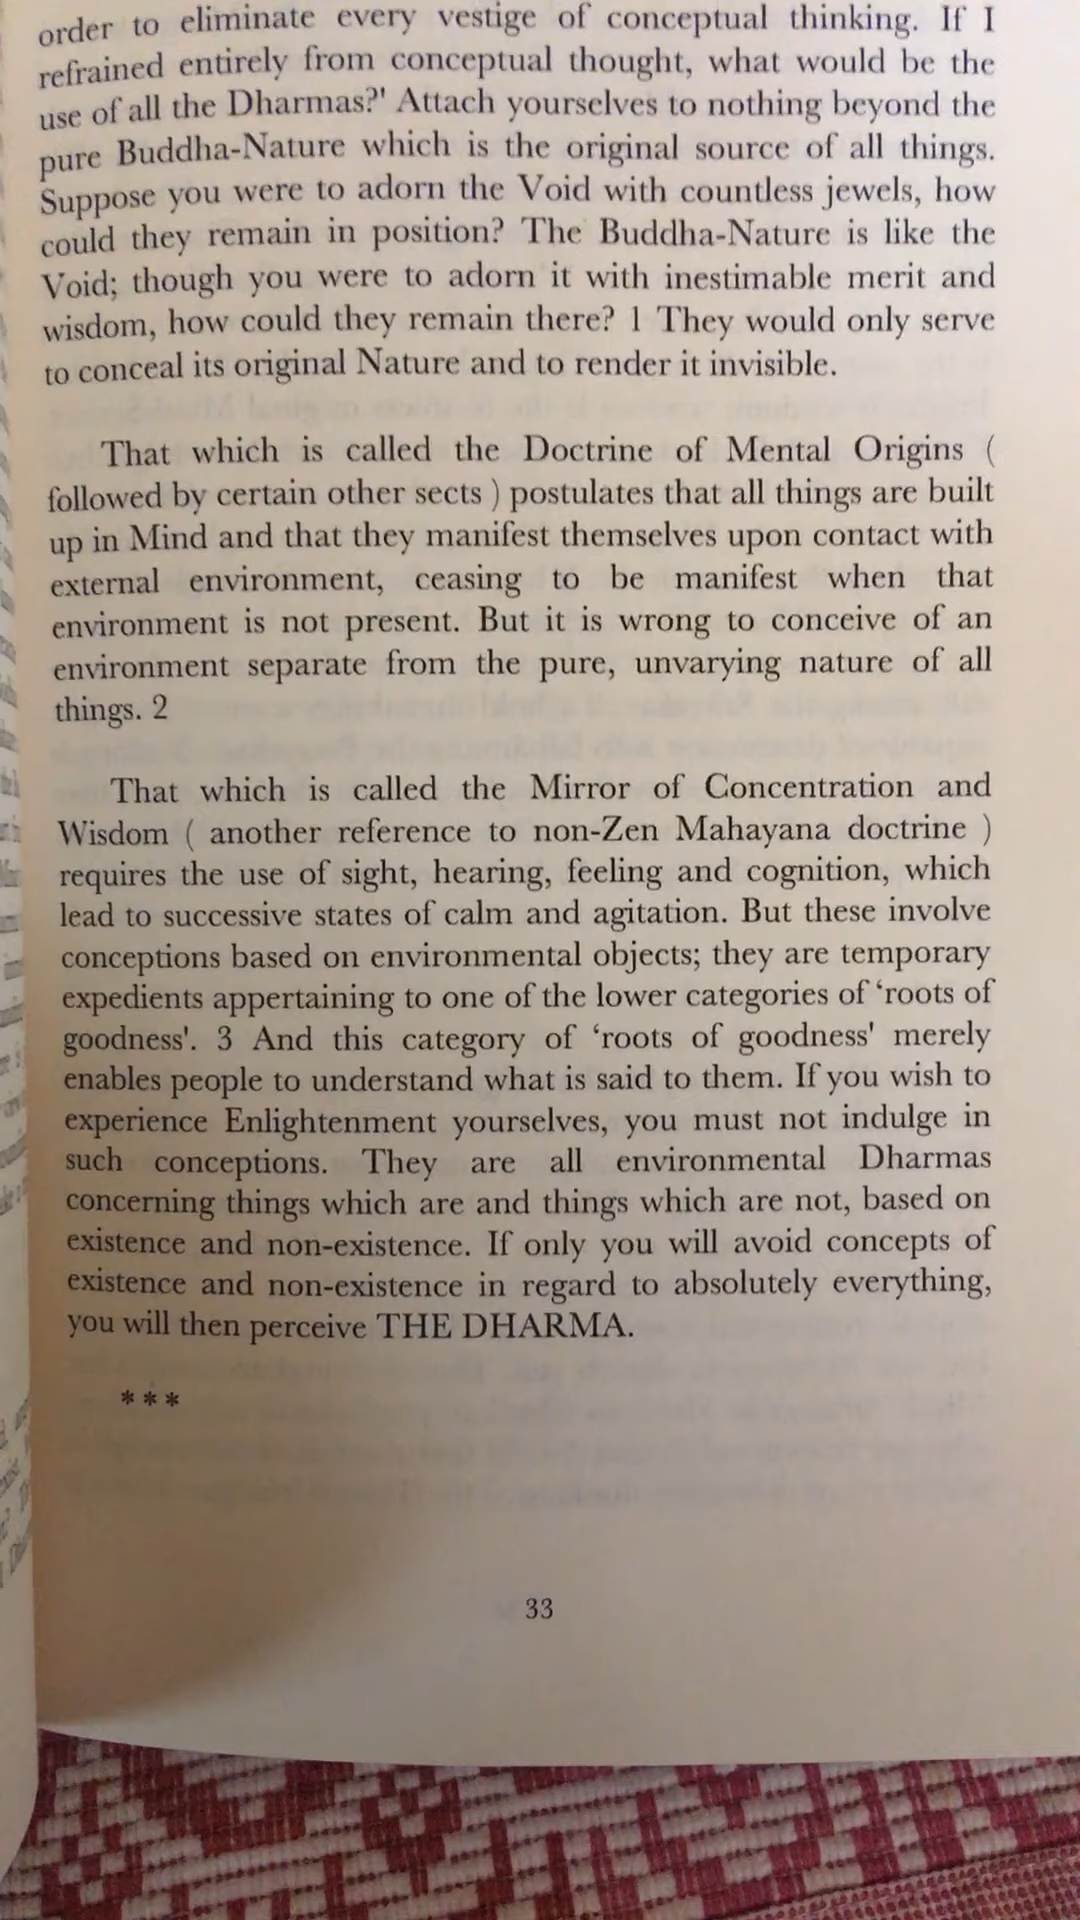 order to eliminate every vestige of conceptual thinking. If I
refrained entirely from conceptual thought, what would be the
use of all the Dharmas?' Attach yourselves to nothing beyond the
pure Buddha-Nature which is the original source of all things.
Suppose you were to adorn the Void with countless jewels, how
could they remain in position? The Buddha-Nature is like the
Void; though you were to adorn it with inestimable merit and
wisdom, how could they remain there? 1 They would only serve
to conceal its original Nature and to render it invisible.
That which is called the Doctrine of Mental Origins (
followed by certain other sects ) postulates that all things are built
up in Mind and that they manifest themselves upon contact with
external environment, ceasing to be manifest when that
environment is not present. But it is wrong to conceive of an
environment separate from the pure, unvarying nature of all
things. 2
That which is called the Mirror of Concentration and
Wisdom ( another reference to non-Zen Mahayana doctrine )
requires the use of sight, hearing, feeling and cognition, which
lead to successive states of calm and agitation. But these involve
conceptions based on environmental objects; they are temporary
expedients appertaining to one of the lower categories of 'roots of
goodness'. 3 And this category of 'roots of goodness' merely
enables people to understand what is said to them. If you wish to
experience Enlightenment yourselves, you must not indulge in
such conceptions. They are all environmental Dharmas
concerning things which are and things which are not, based on
existence and non-existence. If only you will avoid concepts of
existence and non-existence in regard to absolutely everything,
you will then perceive THE DHARMA.
* * *
33